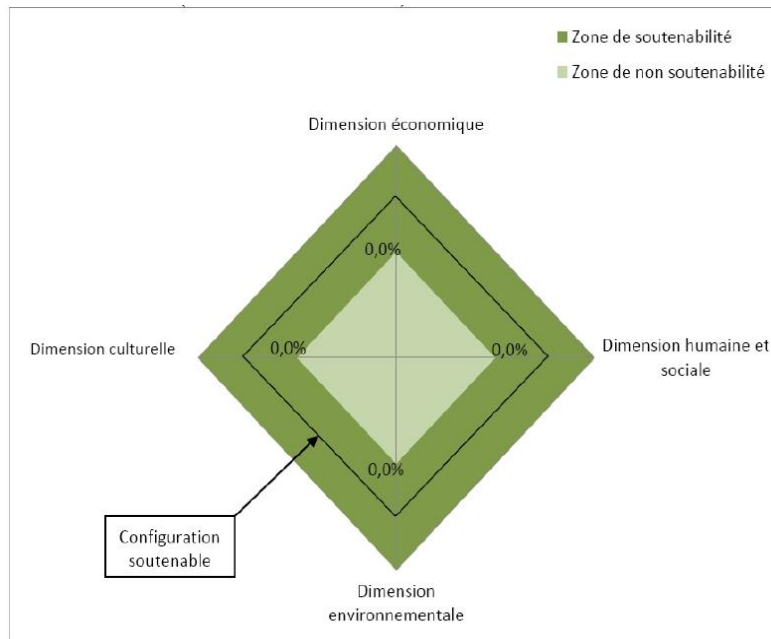 Zone de soutenabilité
Zone de non soutenabilité
Dimension économique
0,0%
Dimension culturelle
0,0%
0,0%
Dimension humaine et
sociale
0,0%
Configuration
soutenable
Dimension
environnementale